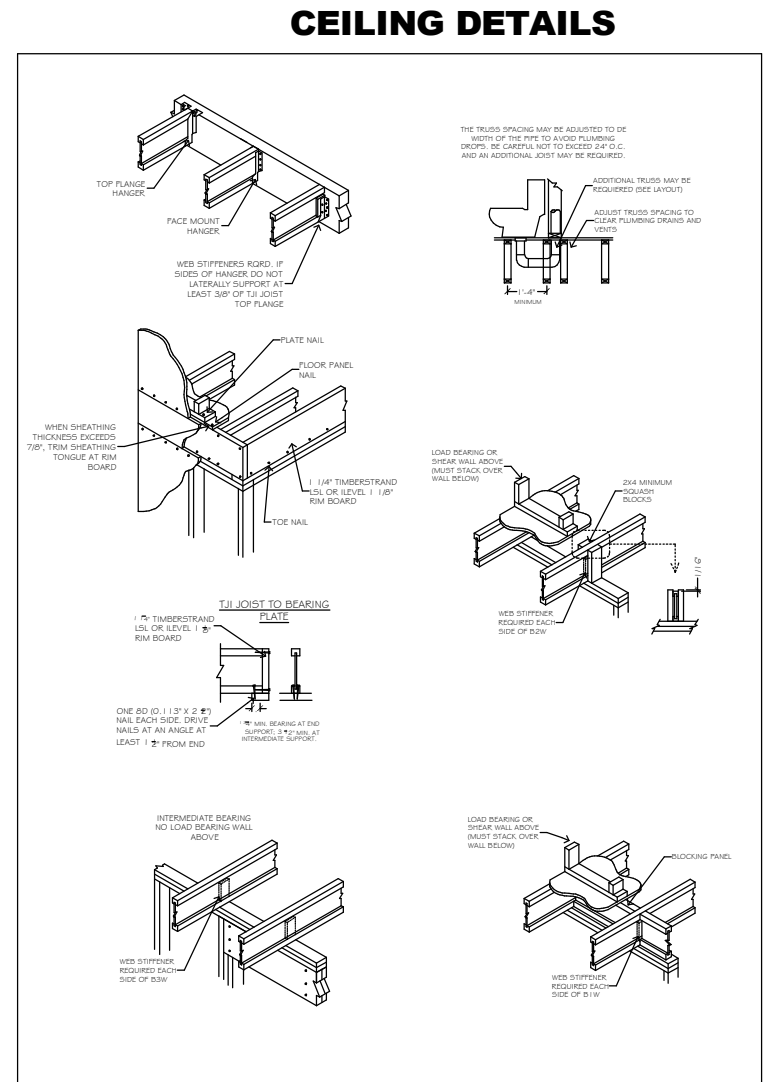 CEILING DETAILS
TOP FLANGE
HANGER
FACE MOUNT
HANGER
WEB STIFFENERS RQRD. IF
SIDES OF HANGER DO NOT
LATERALLY SUPPORT AT
LEAST 3/8" OF TJI JOIST
TOP FLANGE
THE TRUSS SPACING MAY BE ADJUSTED TO DE
WIDTH OF THE PIPE TO AVOID PLUMBING
DROPS. BE CAREFUL NOT TO EXCEED 24" O.C.
AND AN ADDITIONAL JOIST MAY BE REQUIRED.
ADDITIONAL TRUSS MAY BE
REQUIERED (SEE LAYOUT)
ADJUST TRUSS SPACING TO
CLEAR PLUMBING DRAINS AND
VENTS
1'-4"
MINIMUM
PLATE NAIL
FLOOR PANEL
NAIL
WHEN SHEATHING
THICKNESS EXCEEDS
7/8", TRIM SHEATHING
TONGUE AT RIM
BOARD
1 1/4" TIMBERSTRAND
LSL OR ILEVEL 1 1/8"
RIM BOARD
TOE NAIL
LOAD BEARING OR
SHEAR WALL ABOVE
(MUST STACK OVER
WALL BELOW)
2X4 MINIMUM
SQUASH
BLOCKS
WEB STIFFENER
REQUIRED EACH
SIDE OF B2W
TJI JOIST TO BEARING
PLATE
TIMBERSTRAND
LSL OR ILEVEL 1
RIM BOARD
ONE 8D (0.113" X 2
NAIL EACH SIDE. DRIVE
NAILS AT AN ANGLE AT
LEAST 1 FROM END
MIN. BEARING AT END
SUPPORT; 3 MIN. AT
INTERMEDIATE SUPPORT.
INTERMEDIATE BEARING
NO LOAD BEARING WALL
ABOVE
WEB STIFFENER
REQUIRED EACH
SIDE OF B3W
LOAD BEARING OR
SHEAR WALL ABOVE
(MUST STACK OVER
WALL BELOW)
BLOCKING PANEL
WEB STIFFENER
REQUIRED EACH
SIDE OF B1W